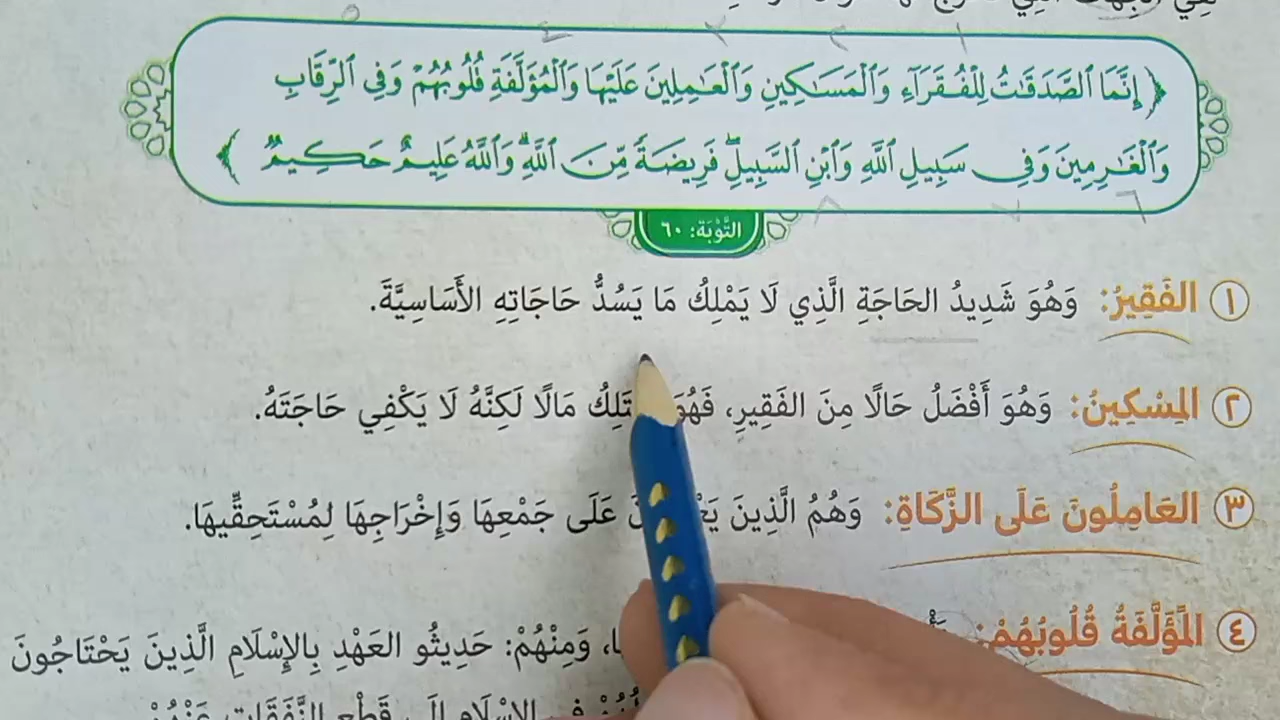 ﴿ إِنَّمَا ٱلصَّدَقَٰتُ لِلْفُقَرَآءِ وَٱلْمَسَٰكِينِ وَٱلْعَٰمِلِينَ عَلَيْهَا وَٱلْمُؤَلَّفَةِ قُلُوبُهُمْ وَفِي ٱلرِّقَابِ
وَٱلْغَٰرِمِينَ وَفِي سَبِيلِ ٱللَّهِ وَٱبْنِ ٱلسَّبِيلِۖ فَرِيضَةً مِّنَ ٱللَّهِۗ وَٱللَّهُ عَلِيمٌ حَكِيمٌ ﴾
التَّوْبَة: ٦٠
١ الفَقِيرُ: وَهُوَ شَدِيدُ الحَاجَةِ الَّذِي لَا يَمْلِكُ مَا يَسُدُّ حَاجَاتِهِ الأَسَاسِيَّةَ.
٢ المِسْكِينُ: وَهُوَ أَفْضَلُ حَالًا مِنَ الفَقِيرِ، فَهُوَ مَالًا لَكِنَّهُ لَا يَكْفِي حَاجَتَهُ.
٣ العَامِلُونَ عَلَى الزَّكَاةِ: وَهُمُ الَّذِينَ عَلَى جَمْعِهَا وَإِخْرَاجِهَا لِمُسْتَحِقِّيهَا.
٤ المُؤَلَّفَةُ قُلُوبُهُمْ: وَمِنْهُمْ: حَدِيثُو العَهْدِ بِالإِسْلَامِ الَّذِينَ يَحْتَاجُونَ
فِي الإِسْلَامِ إِلَى قَطْعِ النَّفَقَاتِ عَنْهُمْ